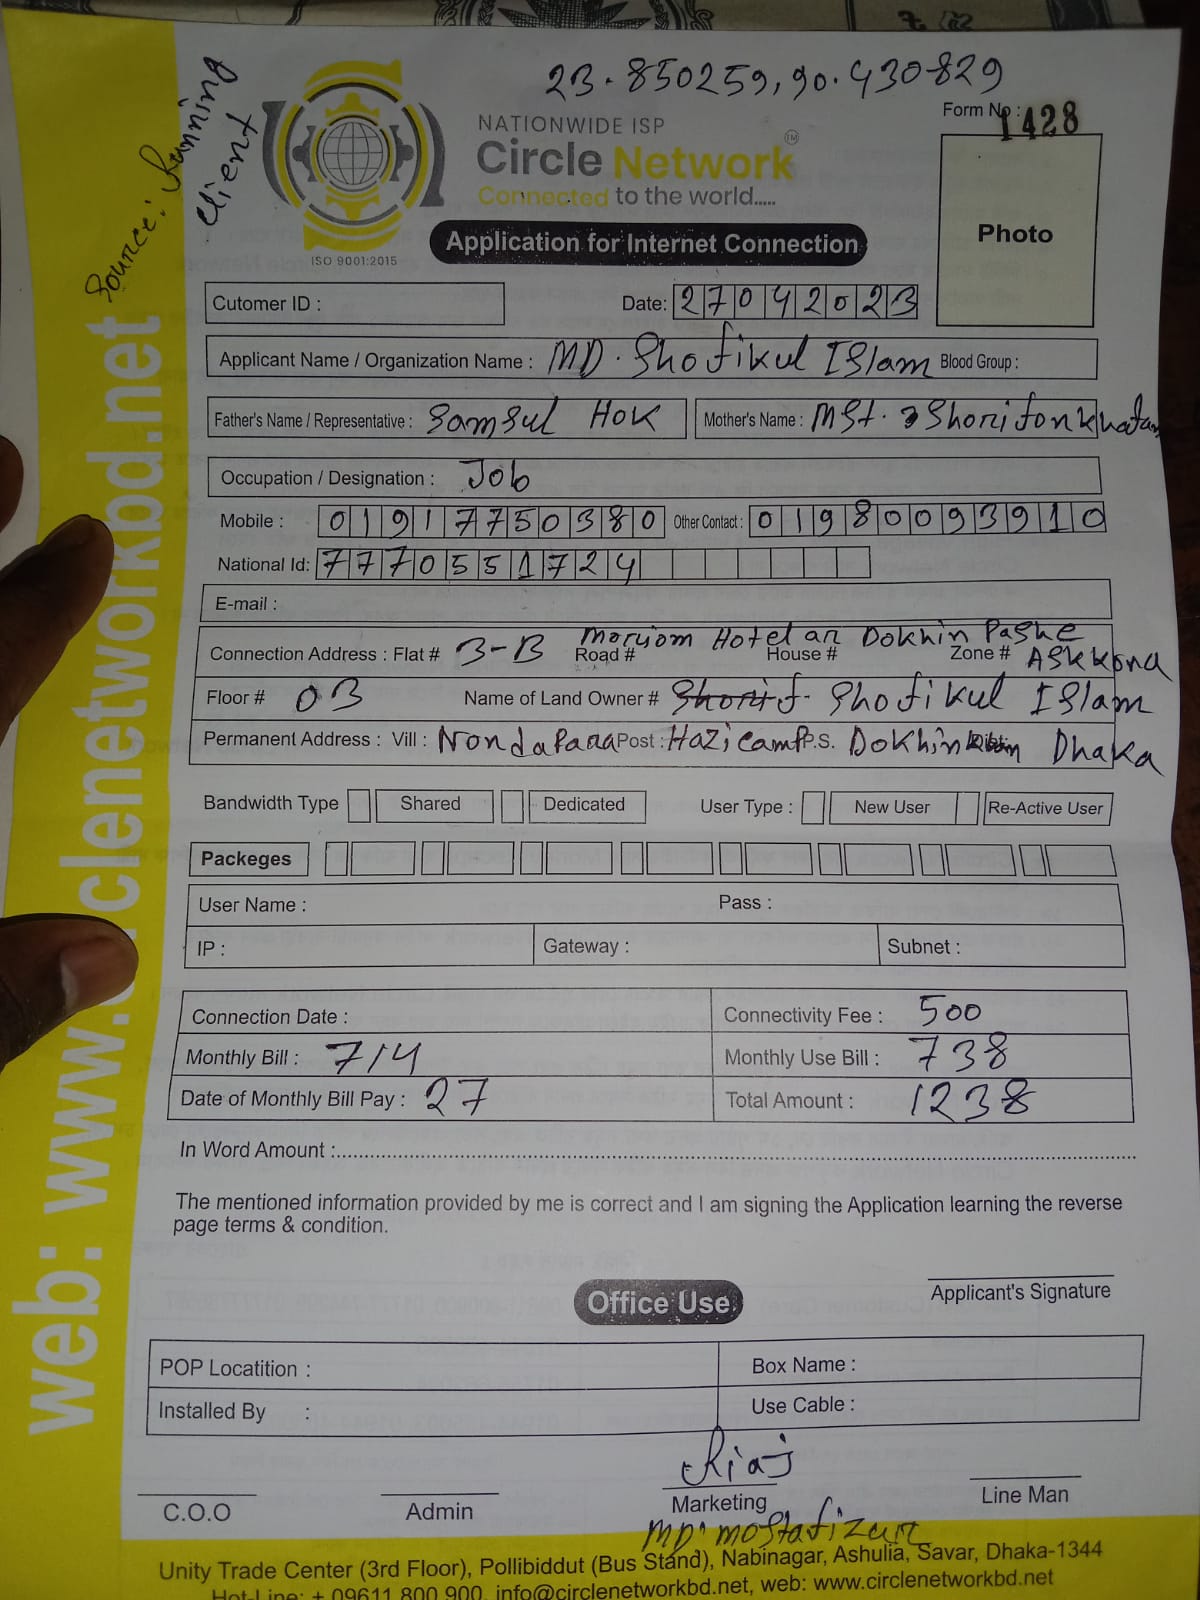 23.850259, 90.430829
Source: Running
Client
Form No : 1428
NATIONWIDE ISP
Circle Network TM
Connected to the world.....
ISO 9001:2015
Application for Internet Connection
Photo
Cutomer ID :
Date: 27042023
Applicant Name / Organization Name : MD. Shofikul ISlam Blood Group :
Father's Name / Representative : Samsul Hok Mother's Name : MSt. Shorifon khatan
Occupation / Designation : Job
Mobile : 01917750380 Other Contact : 01980093910
National Id: 7770551724
E-mail :
Moriom Hotel ar Dokhin Pashe
Connection Address : Flat # 3-B Road # House # Zone # ASKKona
Floor # 03 Name of Land Owner # Shorif. Shofikul ISlam
Permanent Address : Vill : Nondapara Post : Hazi camp P.S. Dokhinkhan Dist: Dhaka
Bandwidth Type Shared Dedicated User Type : New User Re-Active User
Packeges
User Name : Pass :
IP : Gateway : Subnet :
Connection Date : Connectivity Fee : 500
Monthly Bill : 714 Monthly Use Bill : 738
Date of Monthly Bill Pay : 27 Total Amount : 1238
In Word Amount :
The mentioned information provided by me is correct and I am signing the Application learning the reverse
page terms & condition.
Applicant's Signature
Office Use
POP Locatition : Box Name :
Installed By : Use Cable :
Riaj
C.O.O Admin Marketing Line Man
MD. mostafizur
Unity Trade Center (3rd Floor), Pollibiddut (Bus Stand), Nabinagar, Ashulia, Savar, Dhaka-1344
Hot-Line: + 09611 800 900, info@circlenetworkbd.net, web: www.circlenetworkbd.net
web: www.circlenetworkbd.net